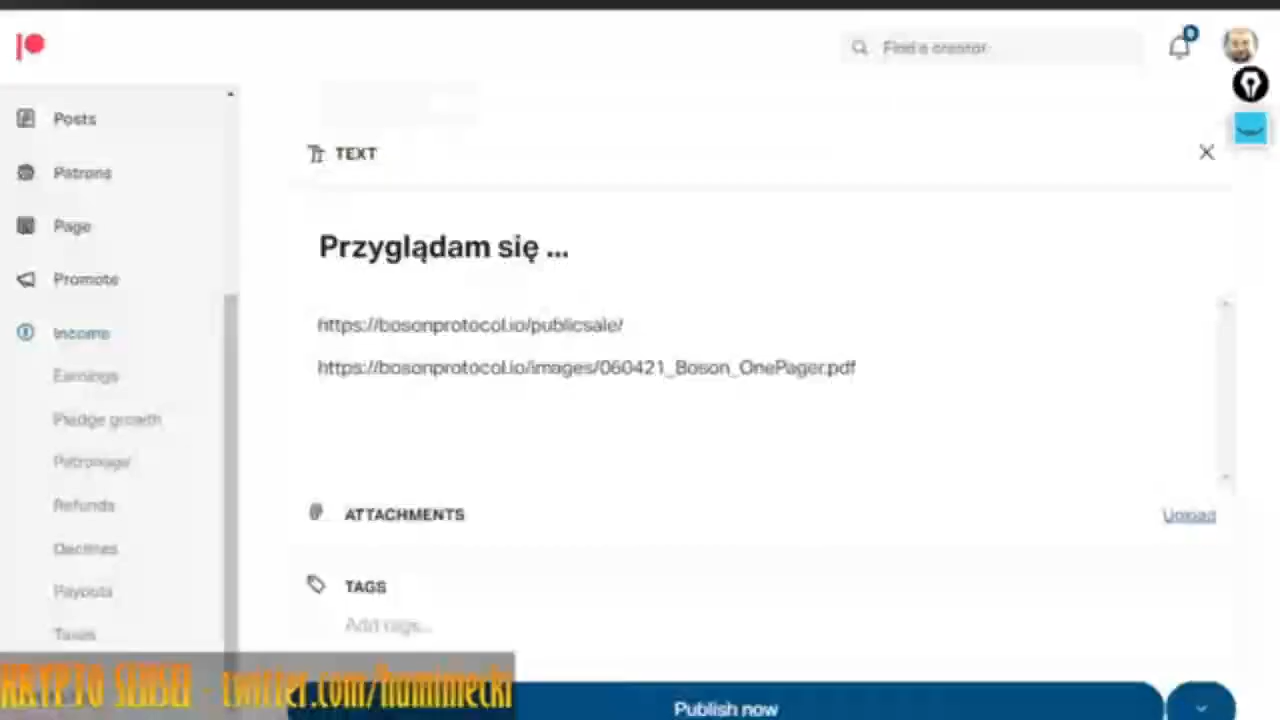 Find a creator
Posts
Patrons
Page
Promote
Income
Earnings
Pledge growth
Patronage
Refunds
Declines
Payouts
Taxes
TEXT
Przyglądam się ...
https://bosonprotocol.io/publicsale/
https://bosonprotocol.io/images/060421_Boson_OnePager.pdf
ATTACHMENTS
Upload
TAGS
Add tags...
KRYPTO SENSEI - twitter.com/huminiecki
Publish now